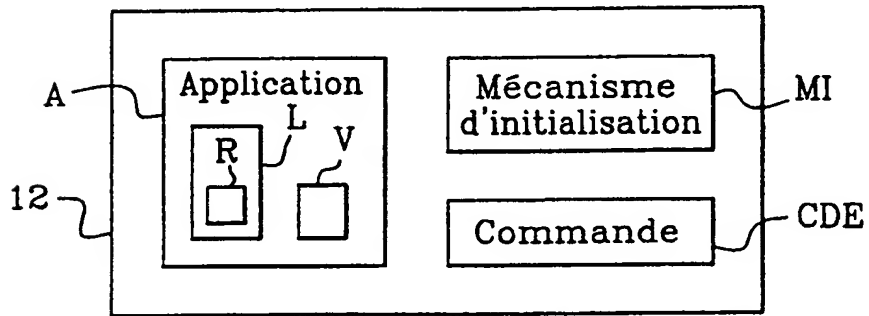 A
Application
L
R
V
Mécanisme
d'initialisation
MI
12
Commande
CDE